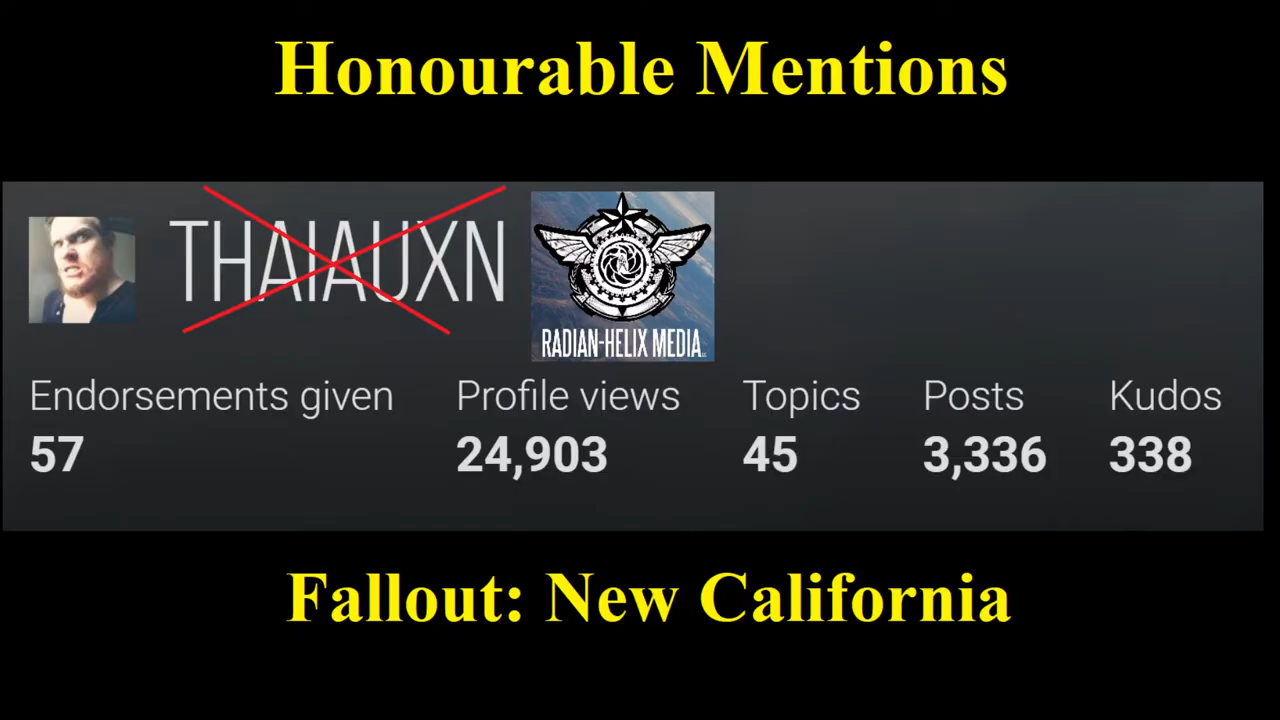 Honourable Mentions
THAIAUXN
RADIAN-HELIX MEDIA
Endorsements given Profile views Topics Posts Kudos
57 24,903 45 3,336 338
Fallout: New California